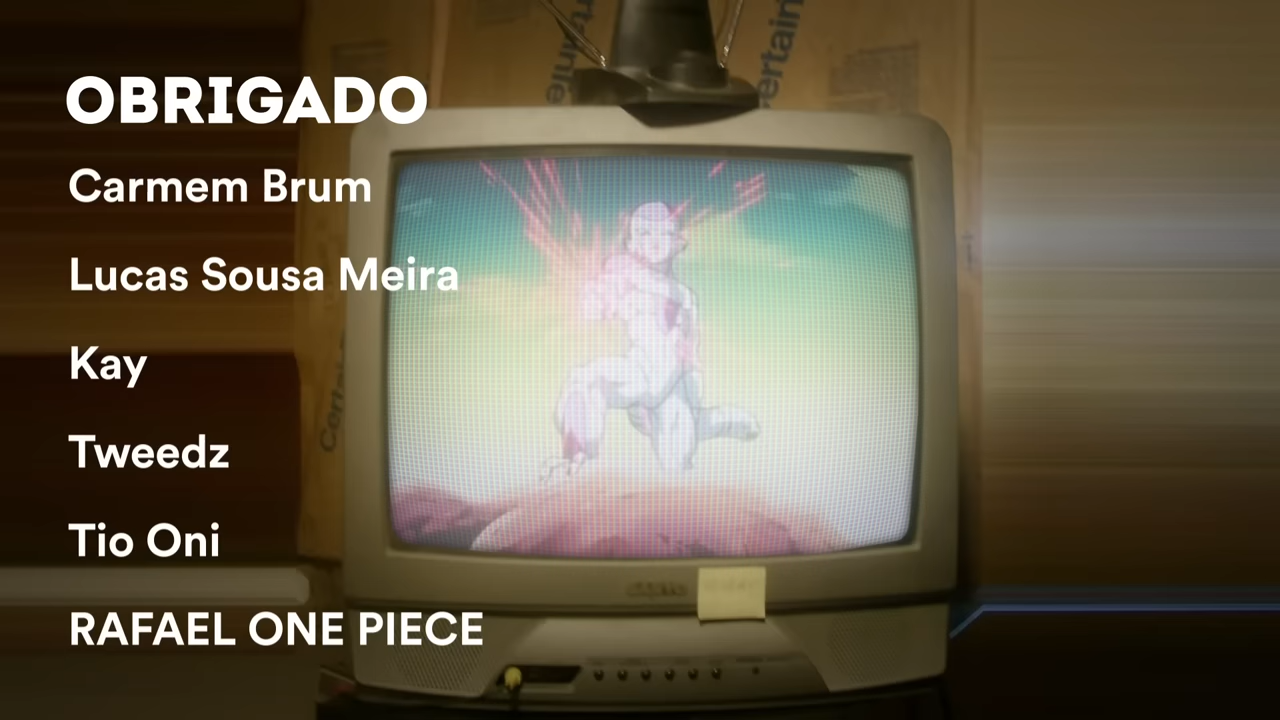 OBRIGADO
Carmem Brum
Lucas Sousa Meira
Kay
Tweedz
Tio Oni
RAFAEL ONE PIECE